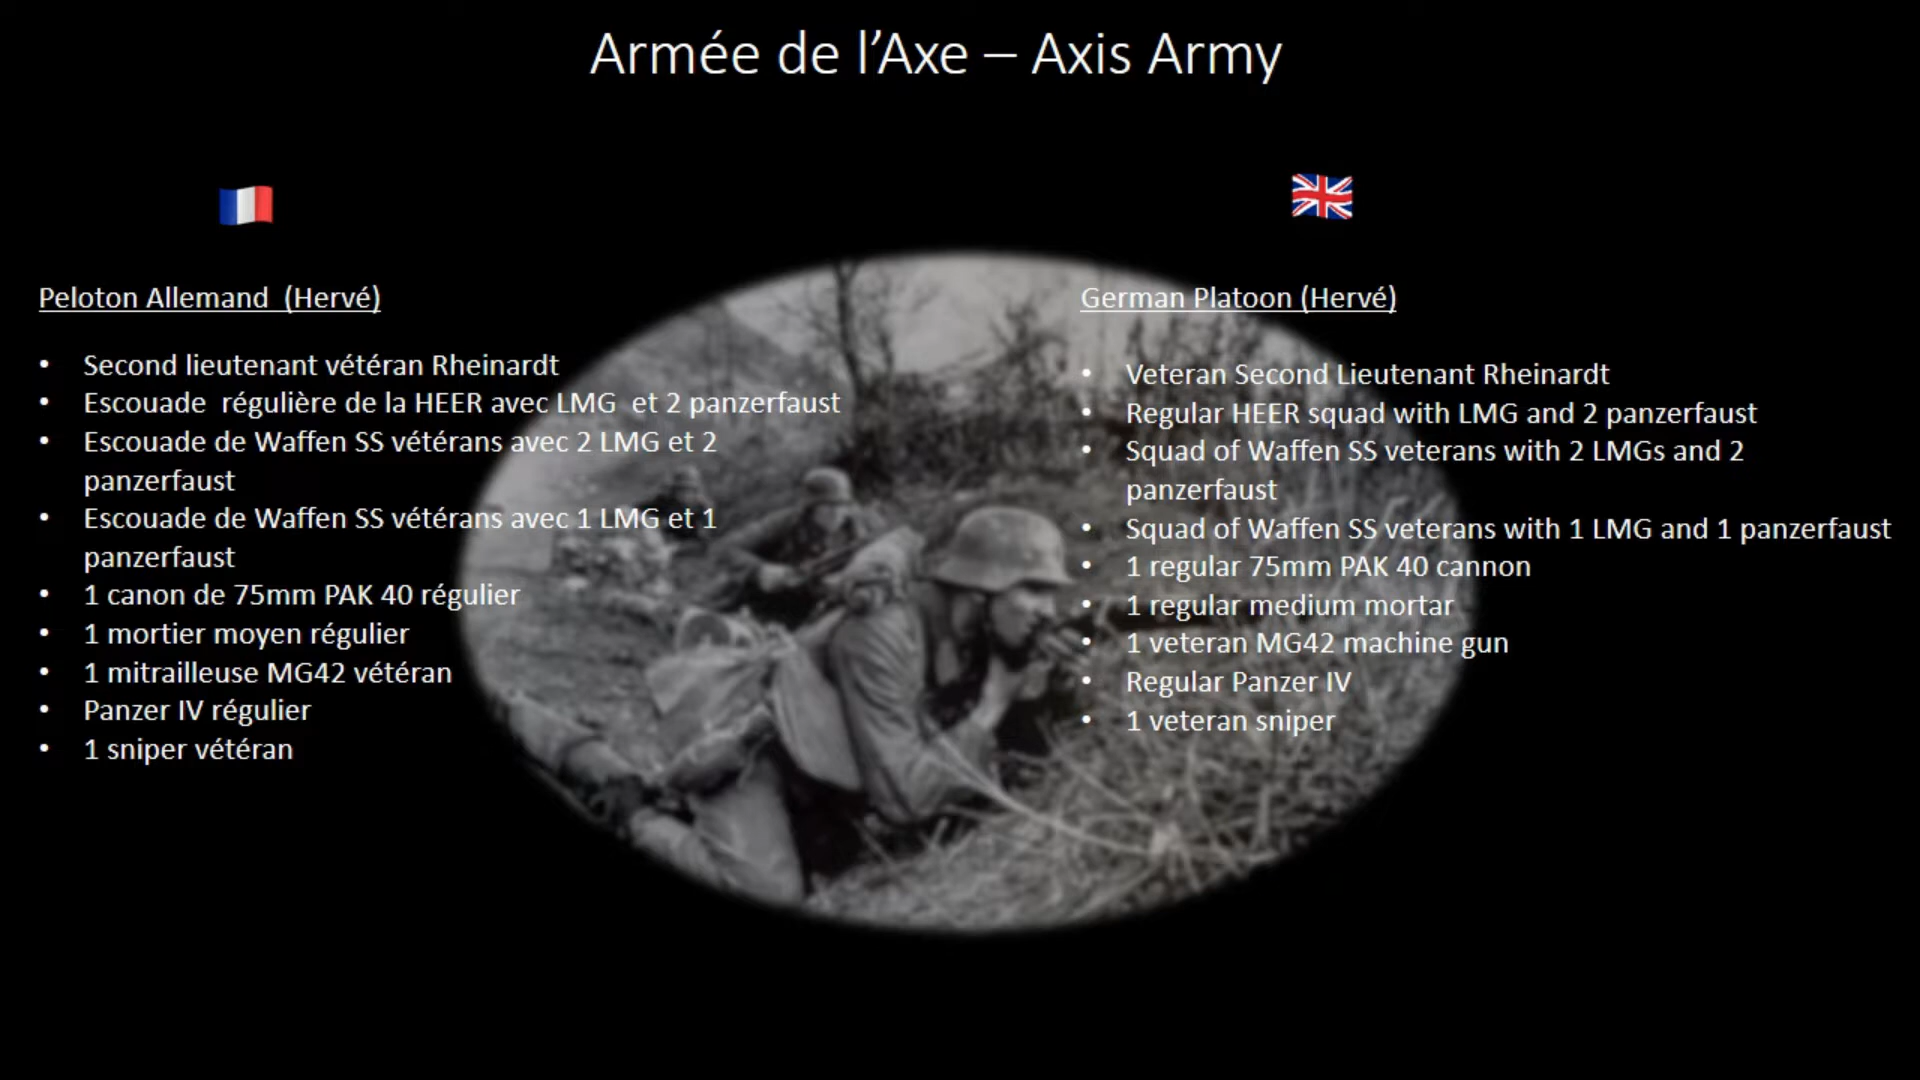 Armée de l’Axe – Axis Army
Peloton Allemand  (Hervé)
• Second lieutenant vétéran Rheinardt
• Escouade  régulière de la HEER avec LMG  et 2 panzerfaust
• Escouade de Waffen SS vétérans avec 2 LMG et 2
panzerfaust
• Escouade de Waffen SS vétérans avec 1 LMG et 1
panzerfaust
• 1 canon de 75mm PAK 40 régulier
• 1 mortier moyen régulier
• 1 mitrailleuse MG42 vétéran
• Panzer IV régulier
• 1 sniper vétéran
German Platoon (Hervé)
• Veteran Second Lieutenant Rheinardt
• Regular HEER squad with LMG and 2 panzerfaust
• Squad of Waffen SS veterans with 2 LMGs and 2
panzerfaust
• Squad of Waffen SS veterans with 1 LMG and 1 panzerfaust
• 1 regular 75mm PAK 40 cannon
• 1 regular medium mortar
• 1 veteran MG42 machine gun
• Regular Panzer IV
• 1 veteran sniper